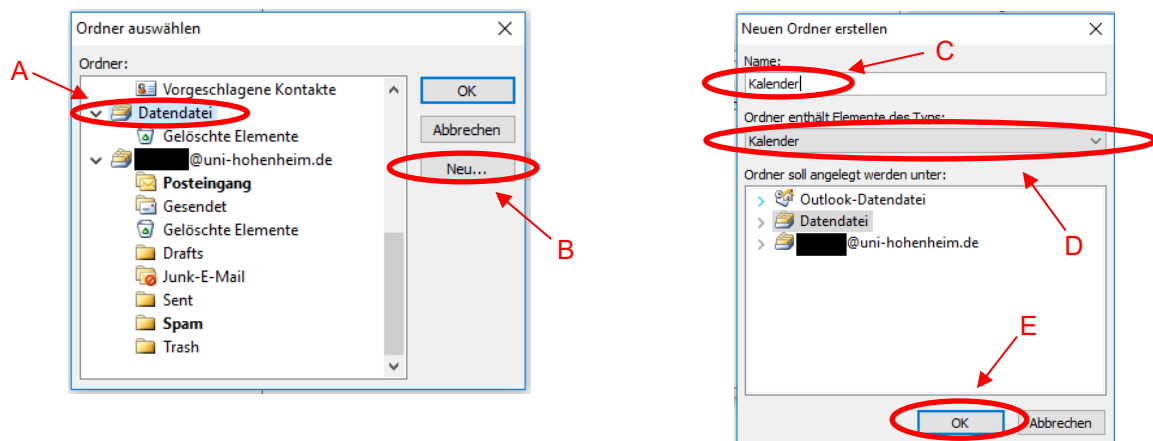 Ordner auswählen
Ordner:
A
Vorgeschlagene Kontakte
OK
Datendatei
Abbrechen
Gelöschte Elemente
@uni-hohenheim.de
Neu...
Posteingang
Gesendet
B
Gelöschte Elemente
Drafts
Junk-E-Mail
Sent
Spam
Trash
Neuen Ordner erstellen
C
Name:
Kalender
Ordner enthält Elemente des Typs:
Kalender
Ordner soll angelegt werden unter:
Outlook-Datendatei
Datendatei
@uni-hohenheim.de
D
E
OK Abbrechen